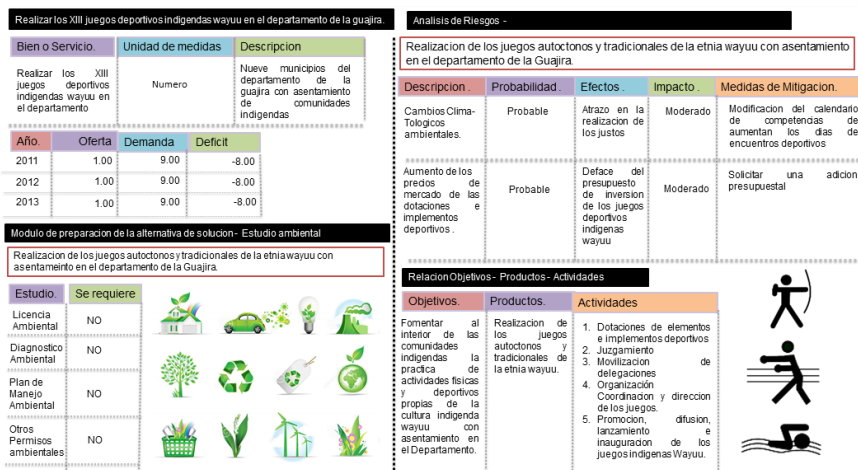 Realizar los XIII juegos deportivos indigenas wayuu en el departamento de la guajira.
Bien o Servicio. Unidad de medidas Descripcion
Realizar los XIII
juegos deportivos
indigendas wayuu en
el departamento
Numero
Nueve municipios del
departamento de la
guajira con asentamiento
de comunidades
indigendas
Año. Oferta Demanda Deficit
2011 1.00 9.00 -8.00
2012 1.00 9.00 -8.00
2013 1.00 9.00 -8.00
Modulo de preparacion de la alternativa de solucion- Estudio ambiental
Realizacion de los juegos autoctonos y tradicionales de la etnia wayuu con
asentameinto en el departamento de la Guajira.
Estudio. Se requiere
Licencia
Ambiental
NO
Diagnostico
Ambiental
NO
Plan de
Manejo
Ambiental
NO
Otros
Permisos
ambientales
NO
Analisis de Riesgos -
Realizacion de los juegos autoctonos y tradicionales de la etnia wayuu con asentamiento
en el departamento de la Guajira.
Descripcion . Probabilidad. Efectos . Impacto . Medidas de Mitigacion.
Cambios Clima-
Tologicos
ambientales.
Probable
Atrazo en la
realizacion de
los justos
Moderado
Modificacion del calendario
de competencias de
aumentan los dias de
encuentros deportivos
Aumento de los
precios de
mercado de las
dotaciones e
implementos
deportivos .
Probable
Deface del
presupuesto
de inversion
de los juegos
deportivos
indigenas
wayuu
Moderado
Solicitar una adicion
presupuestal
Relacion Objetivos - Productos - Actividades
Objetivos. Productos. Actividades
Fomentar al
interior de las
comunidades
indigendas la
practica de
actividades fisicas
y deportivos
propias de la
cultura indigenda
wayuu con
asentamiento en
el Departamento.
Realizacion de
los juegos
autoctonos y
tradicionales de
la etnia wayuu.
1. Dotaciones de elementos
e implementos deportivos
2. Juzgamiento
3. Movilizacion de
delegaciones
4. Organización
Coordinacion y direccion
de los juegos.
5. Promocion, difusion,
lanzamiento e
inauguracion de los
juegos indigenas Wayuu.